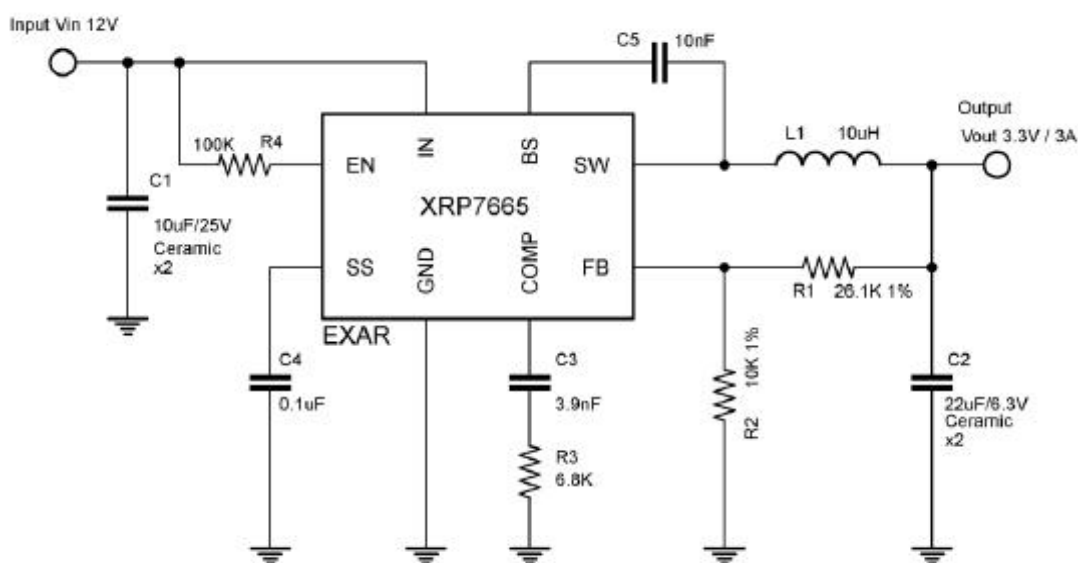 Input Vin 12V
C5
10nF
Output
Vout 3.3V / 3A
L1
10uH
100K
R4
EN
IN
BS
SW
XRP7665
C1
10uF/25V
Ceramic
x2
SS
GND
COMP
FB
R1
26.1K 1%
EXAR
C4
0.1uF
C3
3.9nF
10K 1%
R2
C2
22uF/6.3V
Ceramic
x2
R3
6.8K